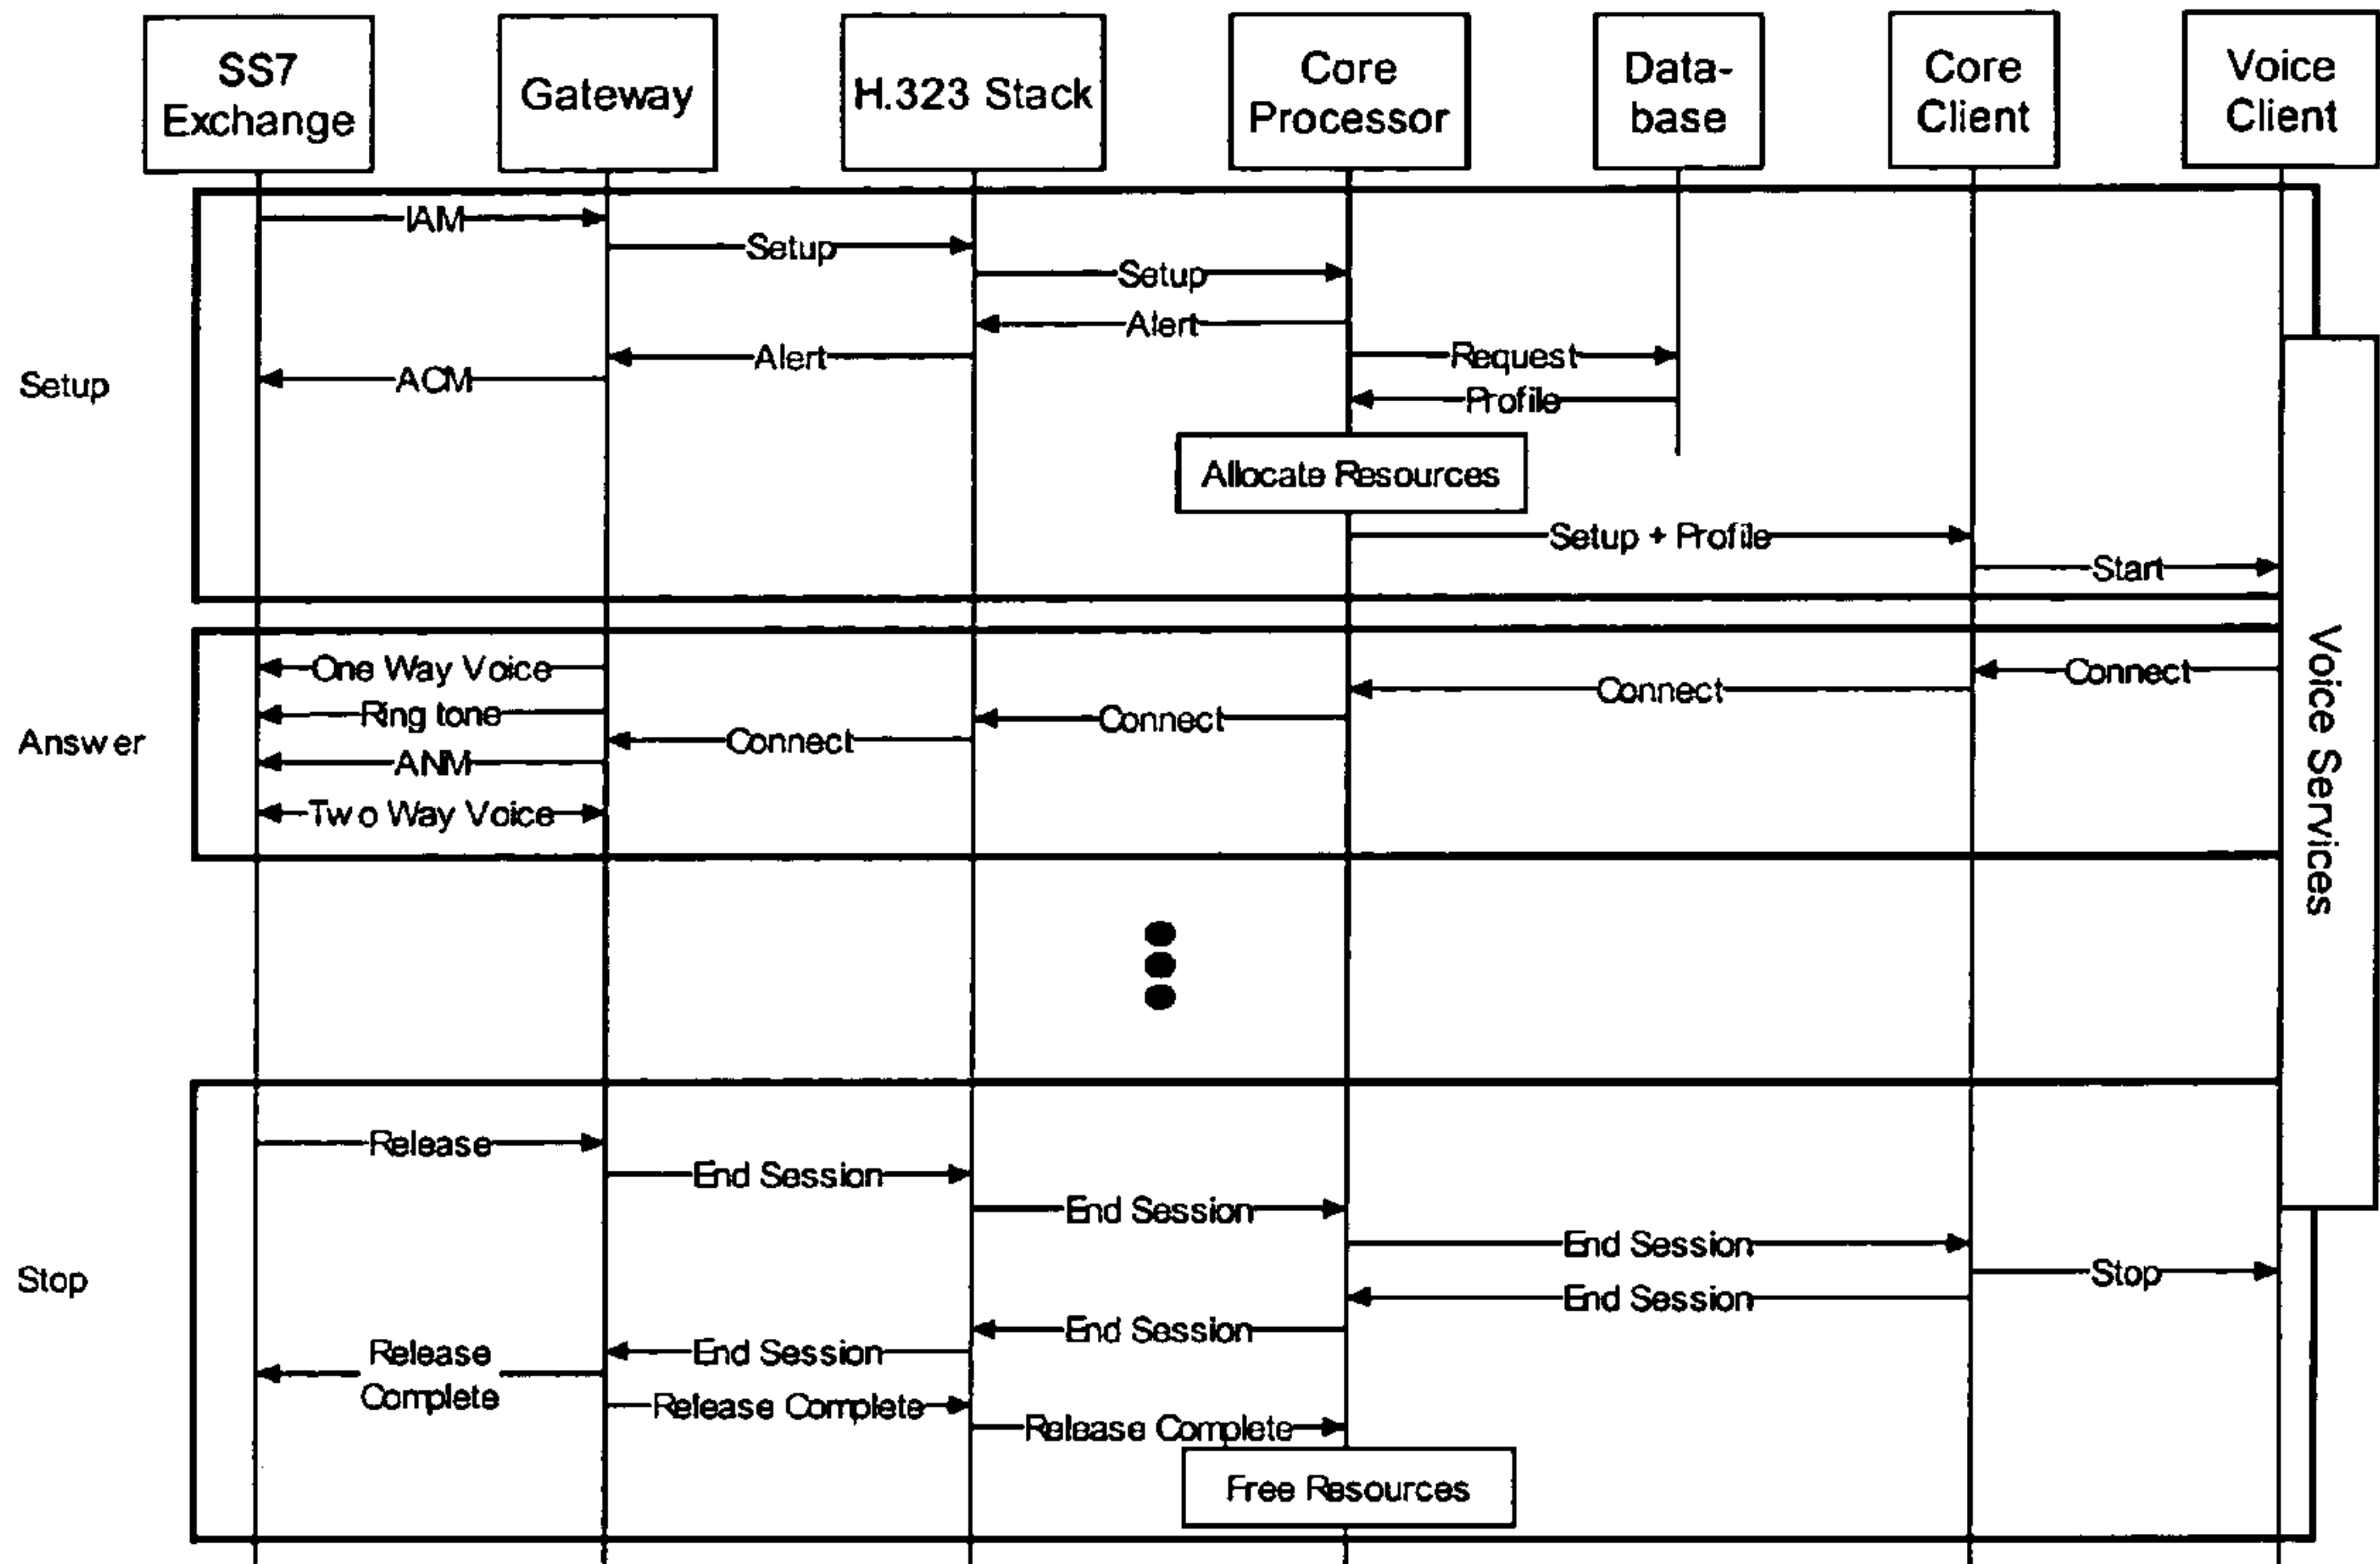 SS7
Exchange
Gateway
H.323 Stack
Core
Processor
Data-
base
Core
Client
Voice
Client
IAM
Setup
Setup
Alert
Alert
Request
Setup
ACM
Profile
Allocate Resources
Setup + Profile
Start
One Way Voice
Connect
Connect
Ring tone
Connect
Answer
Connect
ANM
Two Way Voice
Voice Services
Release
End Session
End Session
End Session
Stop
Stop
End Session
End Session
End Session
Release
Complete
Release Complete
Release Complete
Free Resources